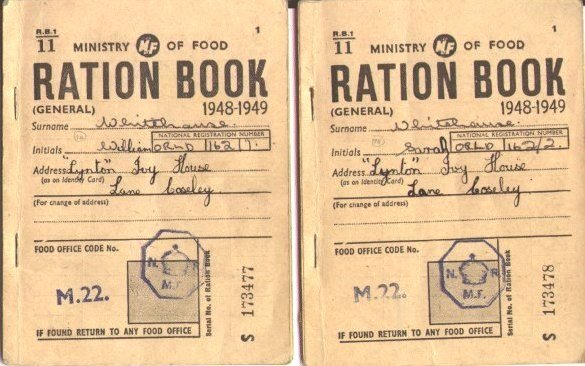 R.B.1
11
1
MINISTRY MF OF FOOD
RATION BOOK
(GENERAL) 1948-1949
Surname Whitehouse
NATIONAL REGISTRATION NUMBER
Initials William ORLD 162 1
Address "Lynton" Ivy House
(as on Identity Card) Lane Coseley
(For change of address)
FOOD OFFICE CODE No.
M.22.
N. R
M.F.
Serial No. of Ration Book
S 173477
IF FOUND RETURN TO ANY FOOD OFFICE
R.B.1
11
1
MINISTRY MF OF FOOD
RATION BOOK
(GENERAL) 1948-1949
Surname Whitehouse
NATIONAL REGISTRATION NUMBER
Initials Sarah ORLD 162/2.
Address "Lynton" Ivy House
(as on Identity Card) Lane Coseley
(For change of address)
FOOD OFFICE CODE No.
M.22.
N. R
M.F.
Serial No. of Ration Book
S 173478
IF FOUND RETURN TO ANY FOOD OFFICE